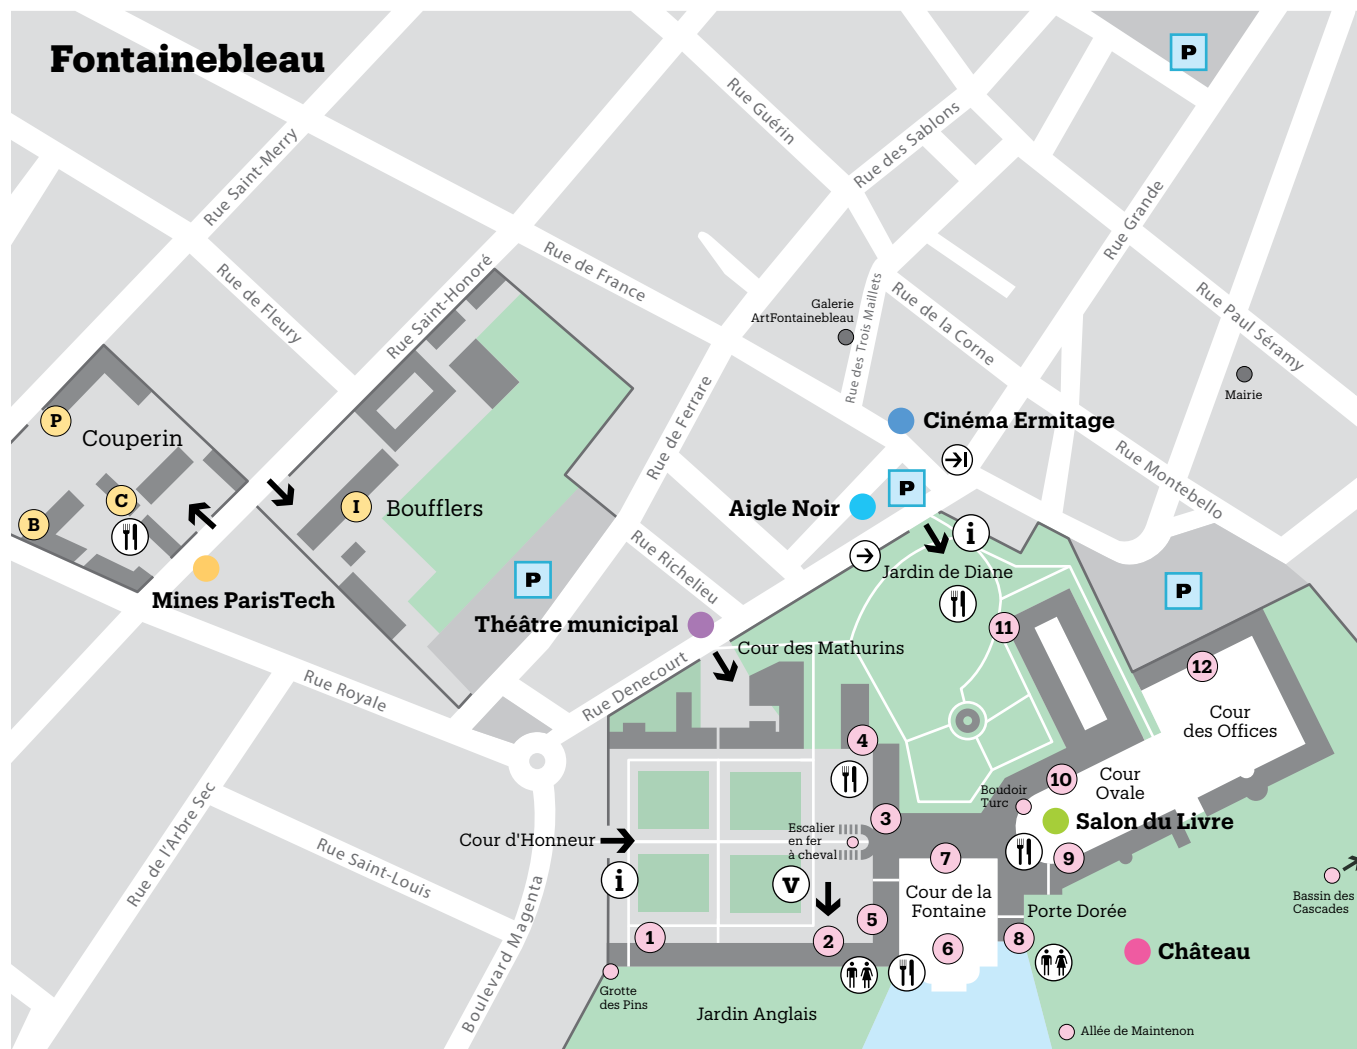 Fontainebleau
P
Rue Guérin
Rue des Sablons
Rue Saint-Merry
Rue Grande
Rue de Fleury
Rue Saint-Honoré
Rue de France
Rue des Trois Maillets
Rue de la Corne
Rue Paul Séramy
Galerie
ArtFontainebleau
Mairie
P
Couperin
Rue de Ferrare
Cinéma Ermitage
Rue Montebello
P
Aigle Noir
C
B
I
Boufflers
i
Jardin de Diane
Rue Richelieu
P
P
Mines ParisTech
Théâtre municipal
11
Cour des Mathurins
12
Rue Royale
Rue Denecourt
Cour
des Offices
4
10
Cour
Ovale
Boudoir
Turc
Rue de l'Arbre Sec
3
Salon du Livre
Cour d'Honneur
Escalier
en fer
à cheval
7
9
Rue Saint-Louis
i
v
Cour de la
Fontaine
Bassin des
Cascades
5
Porte Dorée
1
2
6
8
Château
Boulevard Magenta
Grotte
des Pins
Jardin Anglais
Allée de Maintenon